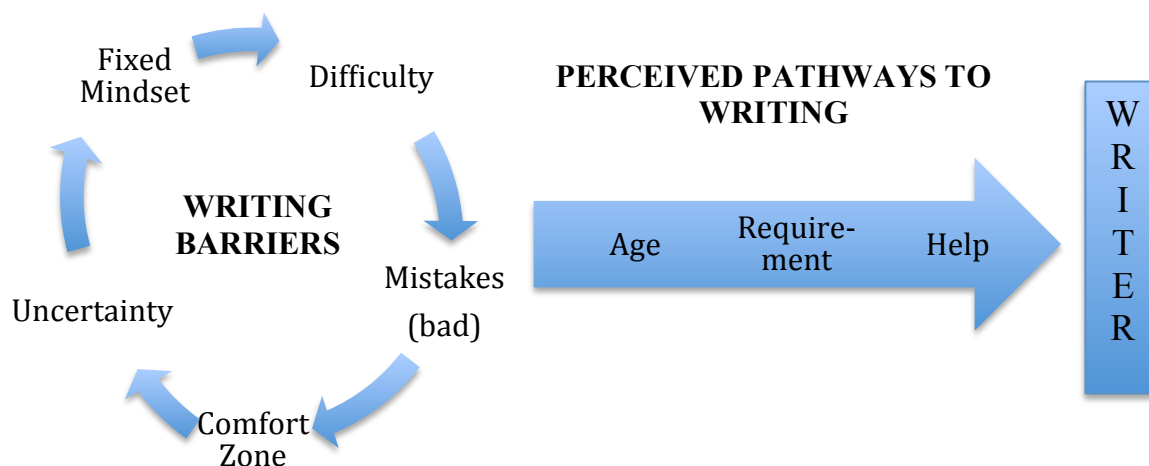 Fixed
Mindset
Difficulty
Mistakes
(bad)
Comfort
Zone
Uncertainty
WRITING
BARRIERS
PERCEIVED PATHWAYS TO
WRITING
Age
Require-
ment
Help
W
R
I
T
E
R